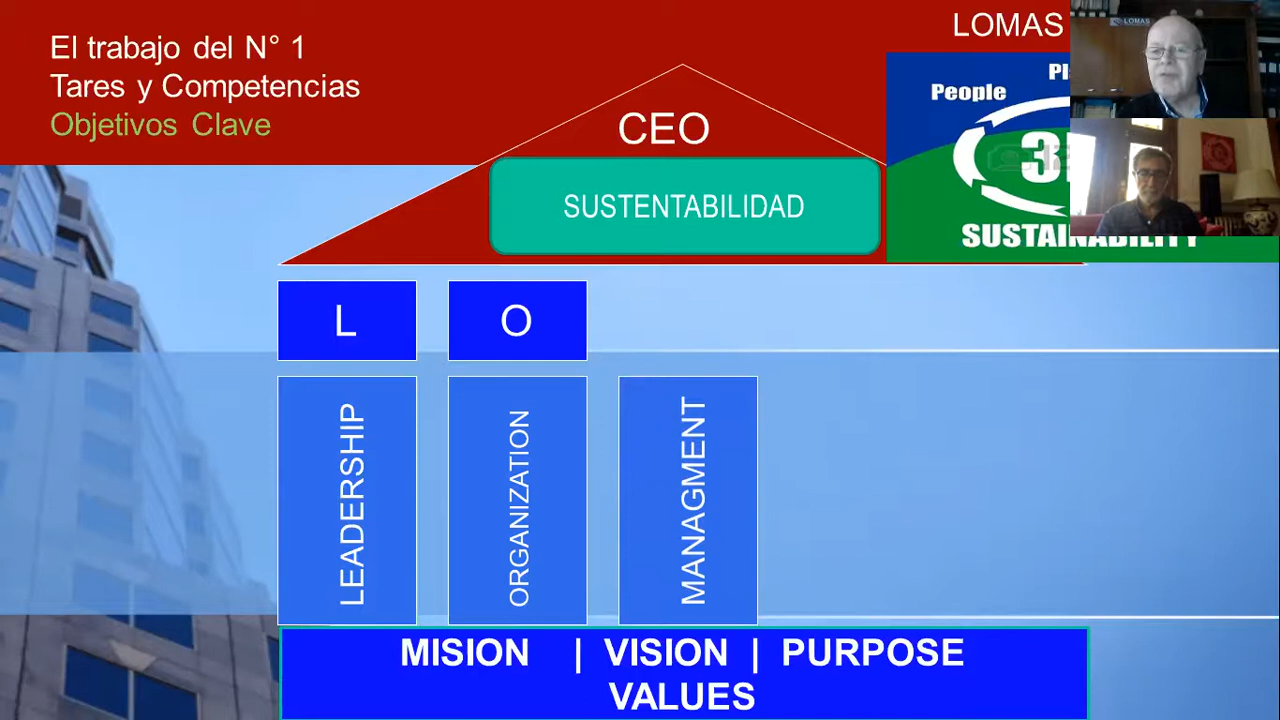 El trabajo del N° 1
Tares y Competencias
Objetivos Clave
LOMAS
CEO
SUSTENTABILIDAD
People
SUSTAINABILITY
L
O
LEADERSHIP
ORGANIZATION
MANAGMENT
MISION | VISION | PURPOSE
VALUES
LOMAS